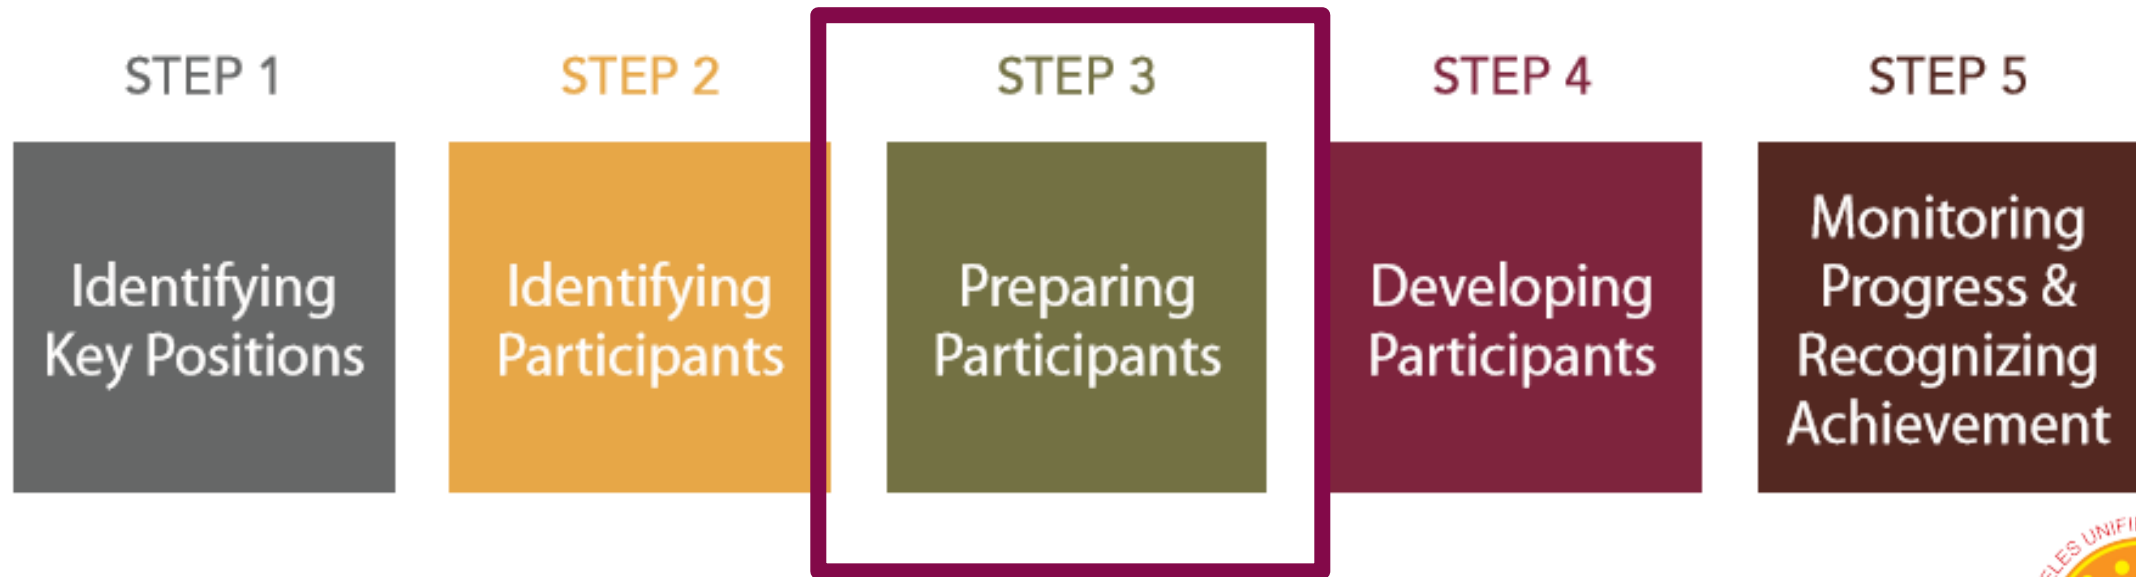 STEP 1
Identifying
Key Positions
STEP 2
Identifying
Participants
STEP 3
Preparing
Participants
STEP 4
Developing
Participants
STEP 5
Monitoring
Progress &
Recognizing
Achievement